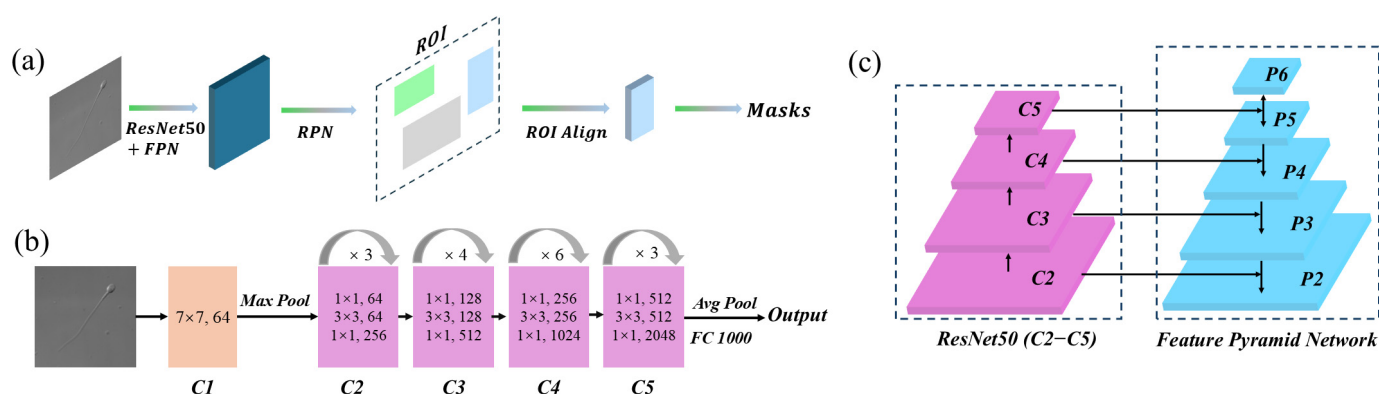 (a)
ResNet50
+ FPN
RPN
ROI
ROI Align
Masks
(b)
7×7, 64
C1
Max Pool
× 3
1×1, 64
3×3, 64
1×1, 256
C2
× 4
1×1, 128
3×3, 128
1×1, 512
C3
× 6
1×1, 256
3×3, 256
1×1, 1024
C4
× 3
1×1, 512
3×3, 512
1×1, 2048
C5
Avg Pool
FC 1000
Output
(c)
C5
C4
C3
C2
ResNet50 (C2−C5)
P6
P5
P4
P3
P2
Feature Pyramid Network